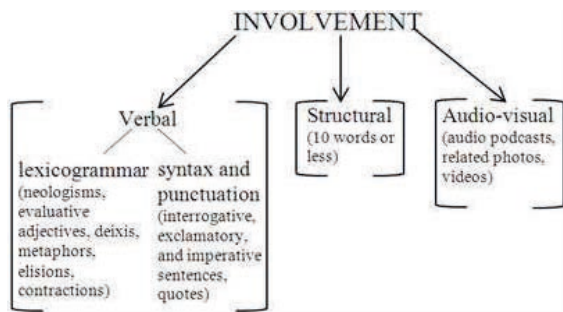 INVOLVEMENT
Verbal
lexicogrammar
(neologisms,
evaluative
adjectives, deixis,
metaphors,
elisions,
contractions)
syntax and
punctuation
(interrogative,
exclamatory,
and imperative
sentences,
quotes)
Structural
(10 words or
less)
Audio-visual
(audio podcasts,
related photos,
videos)